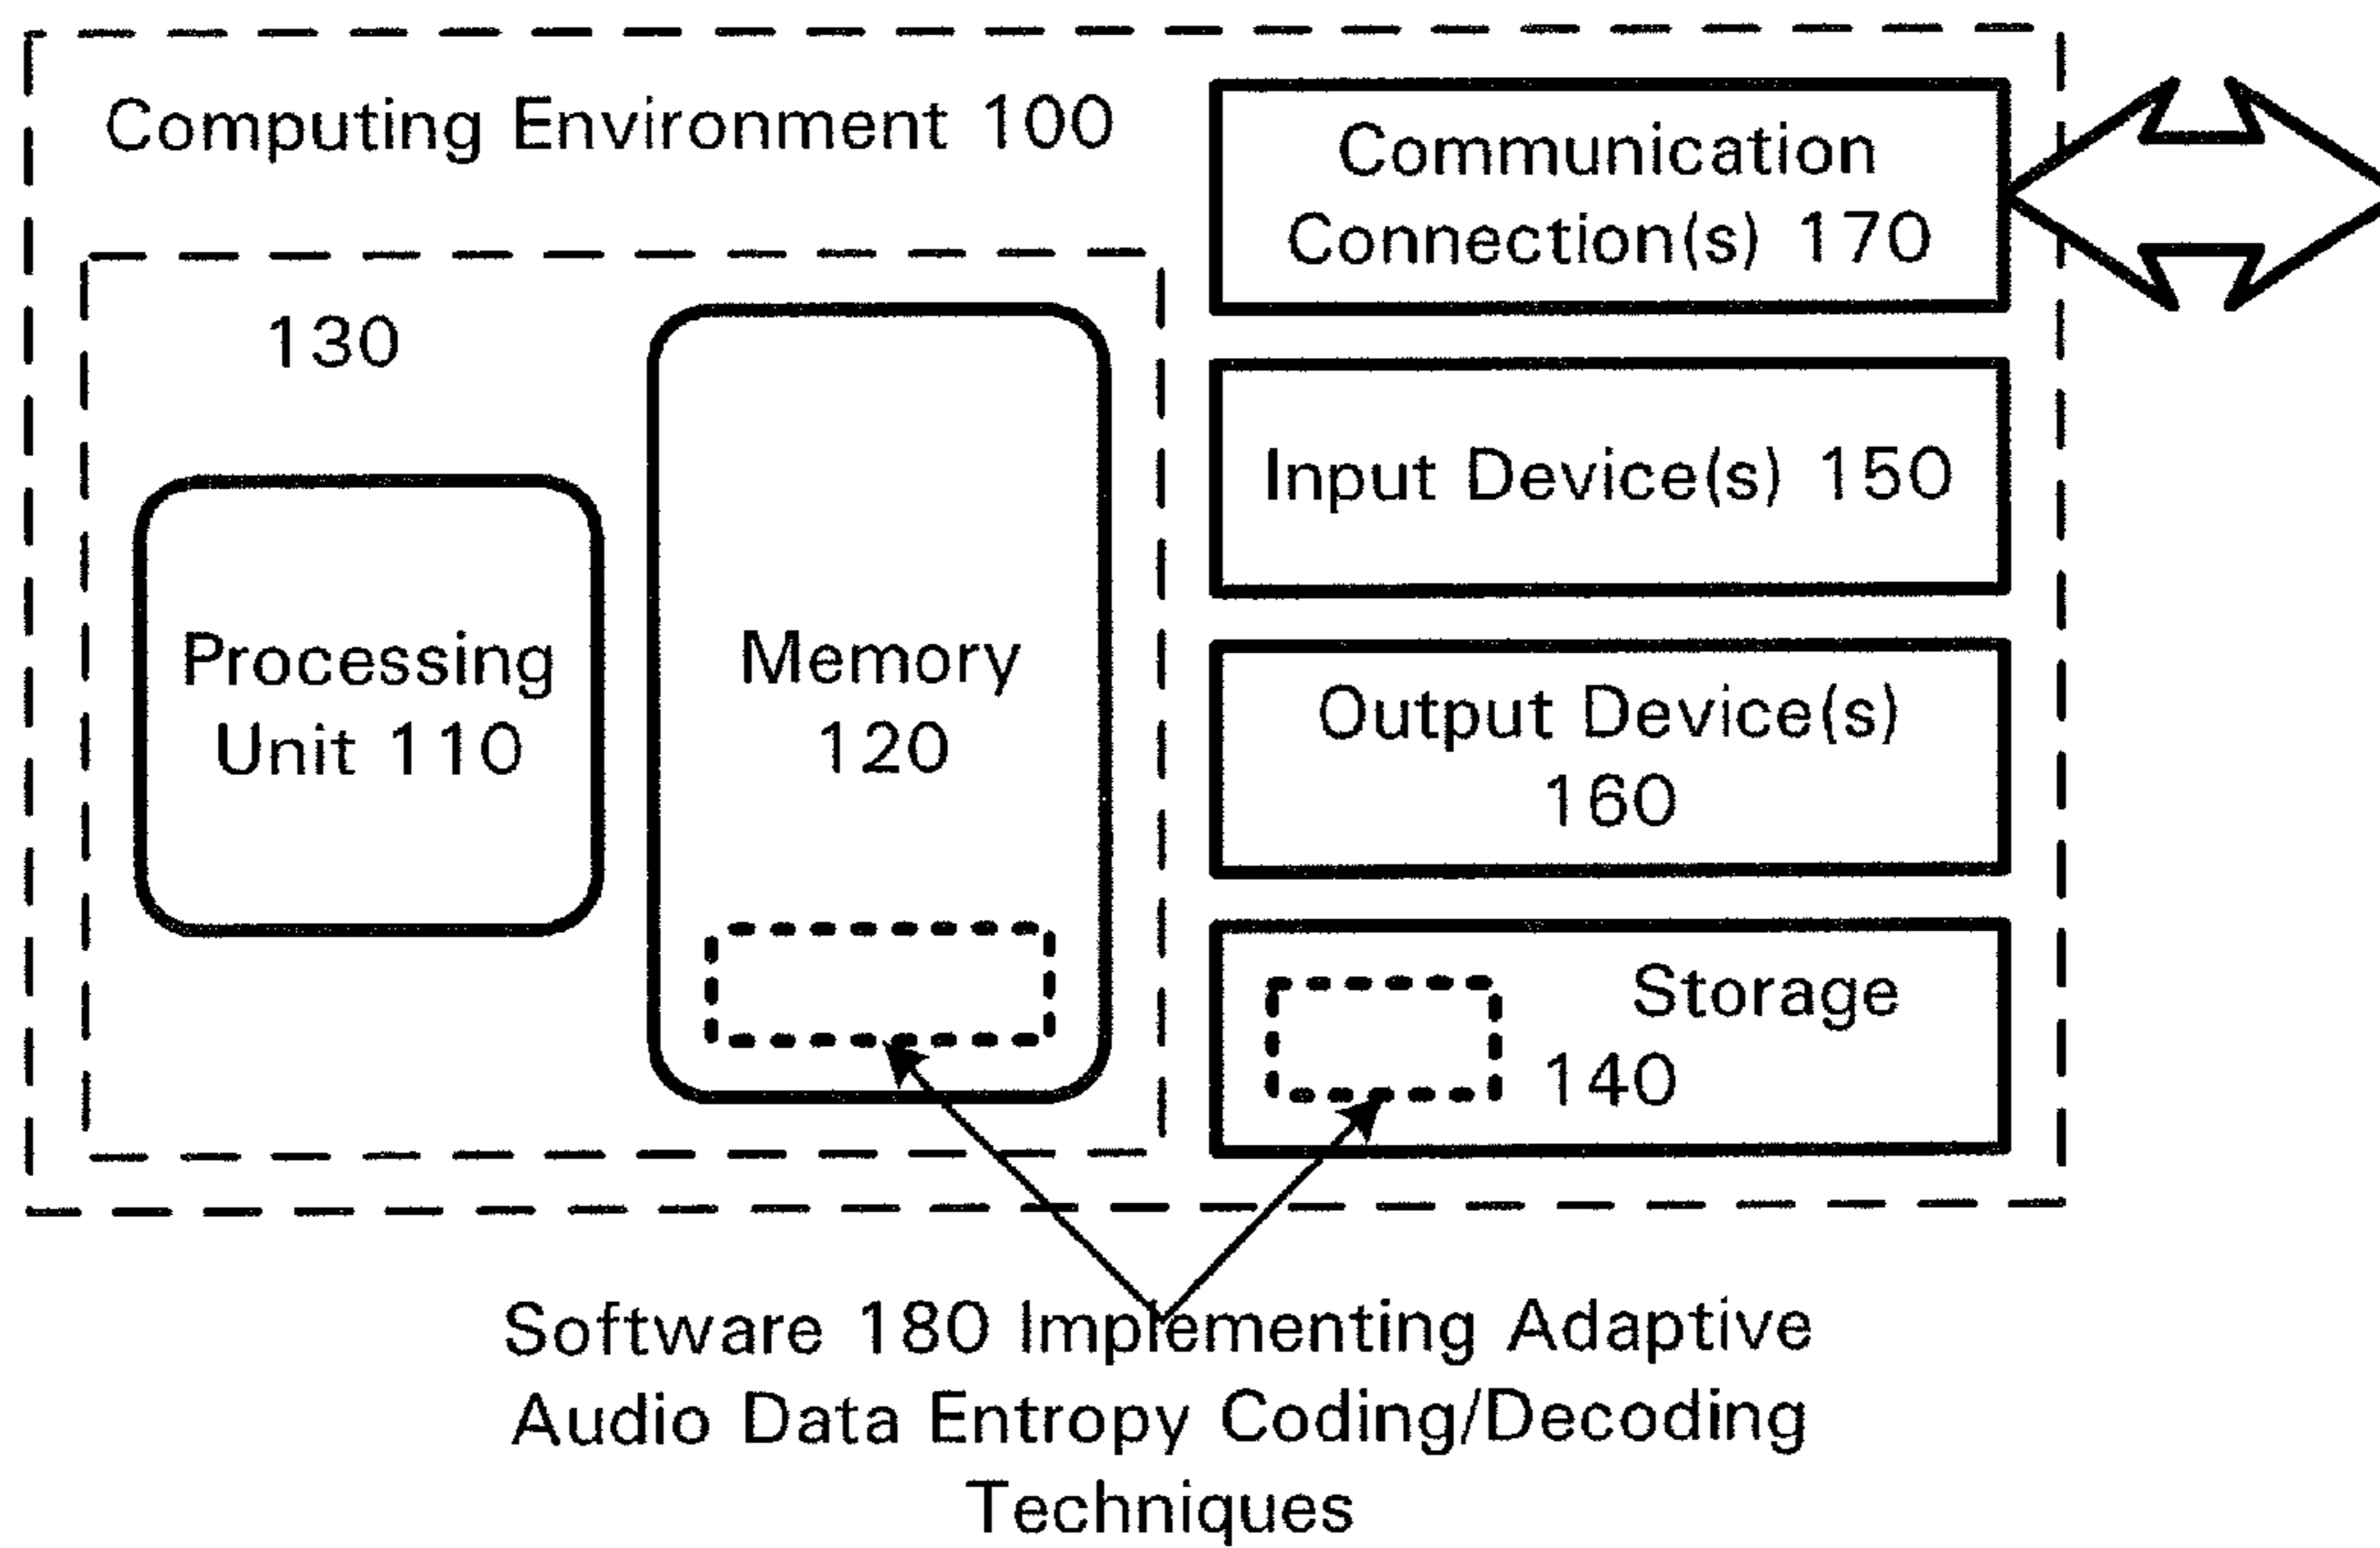 Computing Environment 100
130
Processing
Unit 110
Memory
120
Communication
Connection(s) 170
Input Device(s) 150
Output Device(s)
160
Storage
140
Software 180 Implementing Adaptive
Audio Data Entropy Coding/Decoding
Techniques